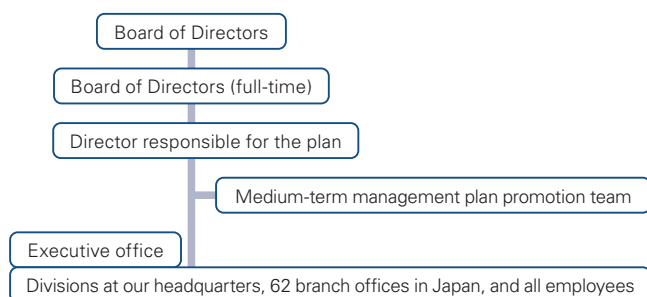 Board of Directors
Board of Directors (full-time)
Director responsible for the plan
Medium-term management plan promotion team
Executive office
Divisions at our headquarters, 62 branch offices in Japan, and all employees